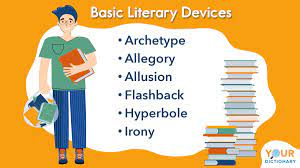 Basic Literary Devices
• Archetype
• Allegory
• Allusion
• Flashback
• Hyperbole
• Irony
YOUR
DICTIONARY